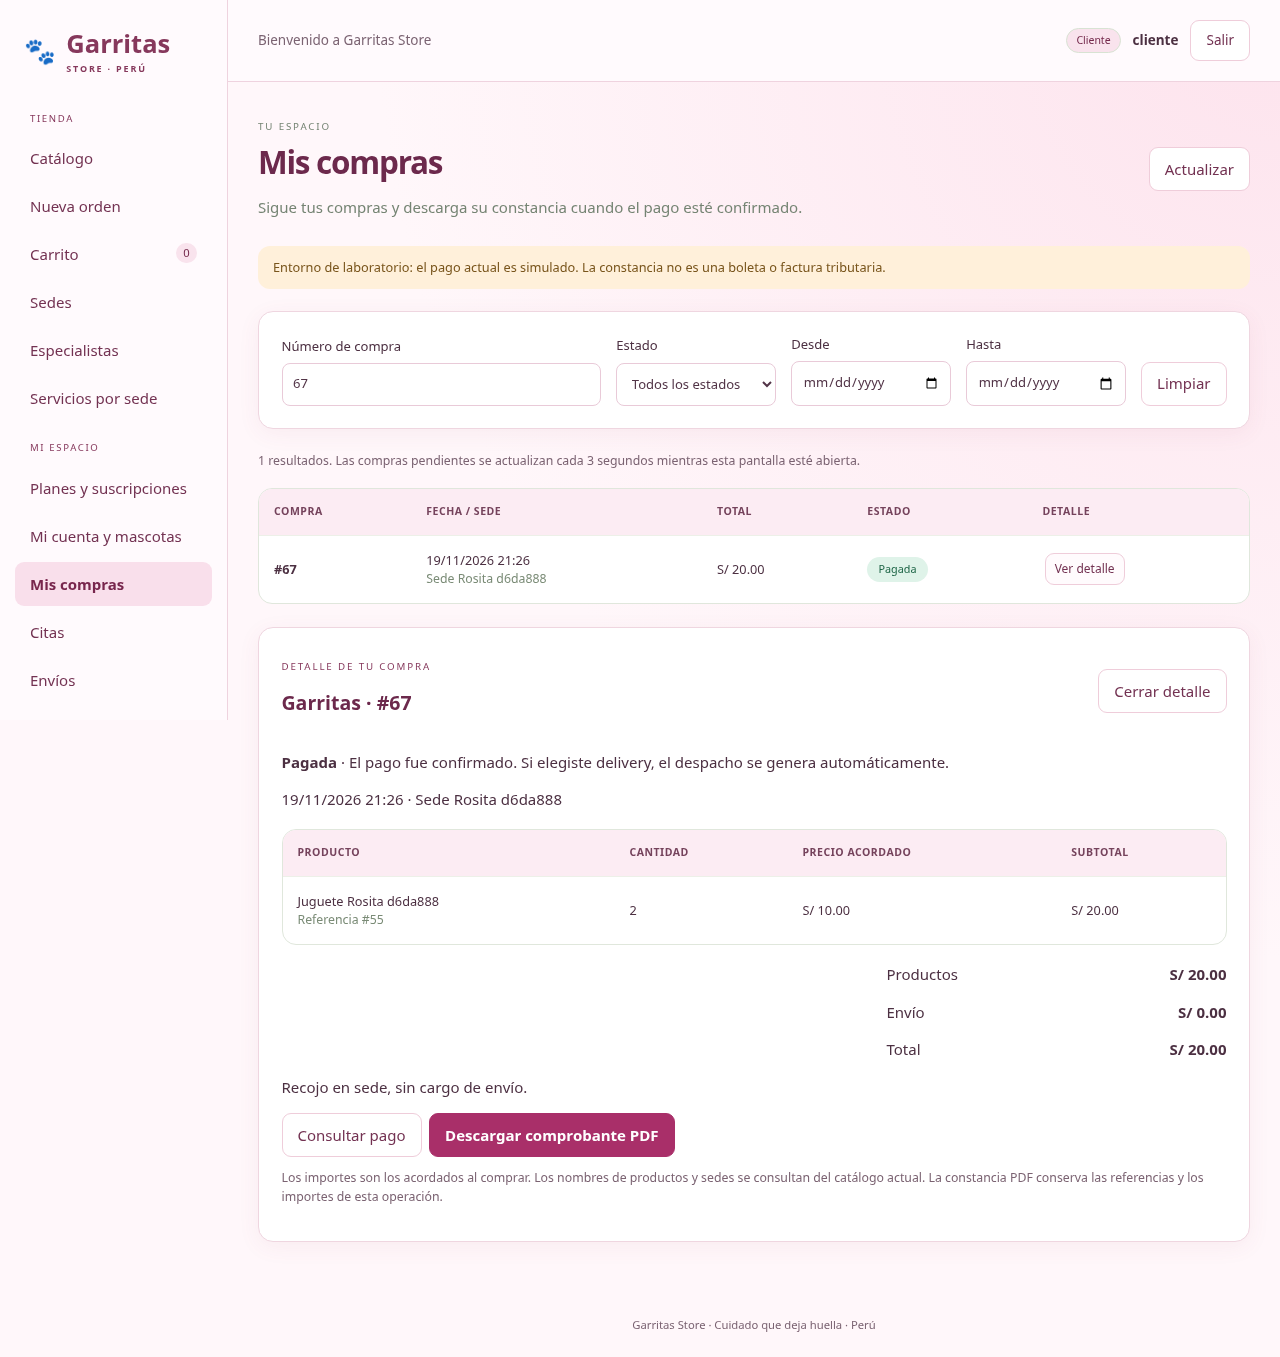 Garritas
STORE · PERÚ
TIENDA
Catálogo
Nueva orden
Carrito 0
Sedes
Especialistas
Servicios por sede
MI ESPACIO
Planes y suscripciones
Mi cuenta y mascotas
Mis compras
Citas
Envíos
Bienvenido a Garritas Store
Cliente cliente Salir
TU ESPACIO
Mis compras
Actualizar
Sigue tus compras y descarga su constancia cuando el pago esté confirmado.
Entorno de laboratorio: el pago actual es simulado. La constancia no es una boleta o factura tributaria.
Número de compra Estado Desde Hasta
67 Todos los estados mm/dd/yyyy mm/dd/yyyy Limpiar
1 resultados. Las compras pendientes se actualizan cada 3 segundos mientras esta pantalla esté abierta.
COMPRA FECHA / SEDE TOTAL ESTADO DETALLE
#67 19/11/2026 21:26 S/ 20.00 Pagada Ver detalle
Sede Rosita d6da888
DETALLE DE TU COMPRA
Garritas · #67
Cerrar detalle
Pagada · El pago fue confirmado. Si elegiste delivery, el despacho se genera automáticamente.
19/11/2026 21:26 · Sede Rosita d6da888
PRODUCTO CANTIDAD PRECIO ACORDADO SUBTOTAL
Juguete Rosita d6da888 2 S/ 10.00 S/ 20.00
Referencia #55
Productos S/ 20.00
Envío S/ 0.00
Total S/ 20.00
Recojo en sede, sin cargo de envío.
Consultar pago Descargar comprobante PDF
Los importes son los acordados al comprar. Los nombres de productos y sedes se consultan del catálogo actual. La constancia PDF conserva las referencias y los
importes de esta operación.
Garritas Store · Cuidado que deja huella · Perú